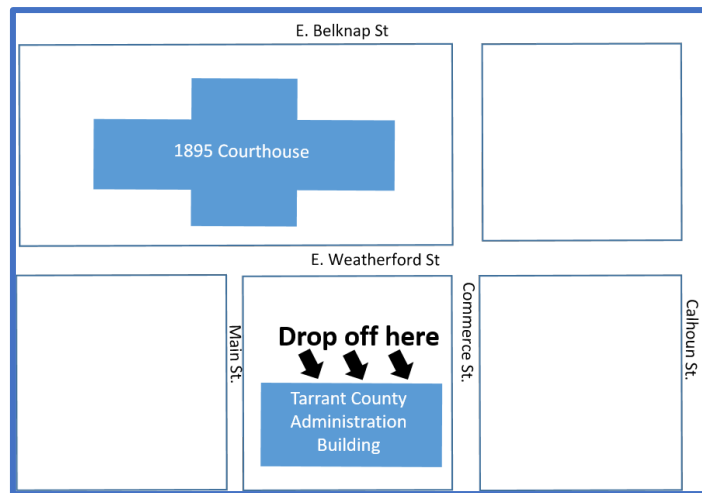 E. Belknap St
1895 Courthouse
E. Weatherford St
Main St.
Drop off here
Commerce St.
Calhoun St.
Tarrant County
Administration
Building